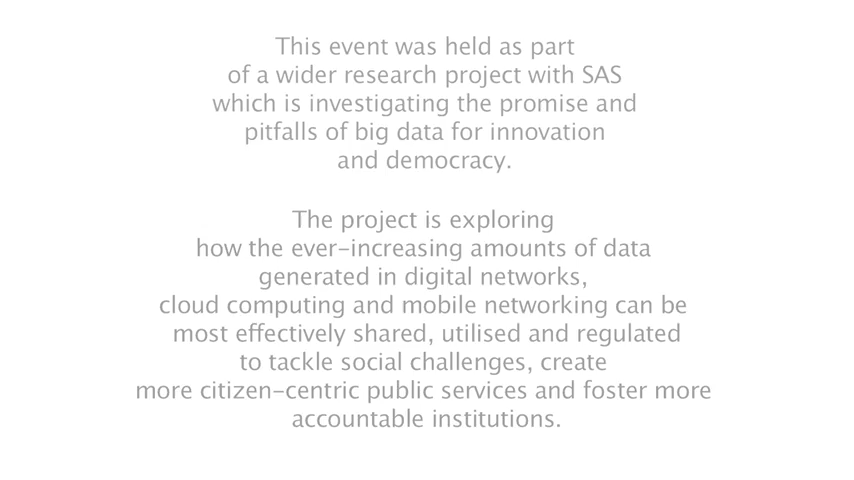 This event was held as part
of a wider research project with SAS
which is investigating the promise and
pitfalls of big data for innovation
and democracy.
The project is exploring
how the ever-increasing amounts of data
generated in digital networks,
cloud computing and mobile networking can be
most effectively shared, utilised and regulated
to tackle social challenges, create
more citizen-centric public services and foster more
accountable institutions.